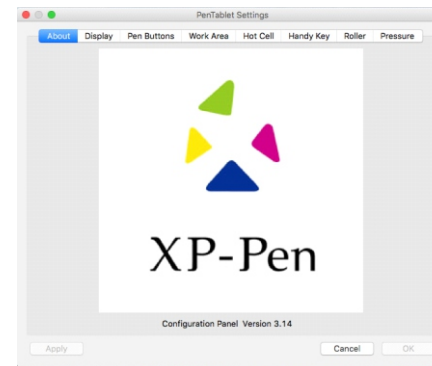 PenTablet Settings
About Display Pen Buttons Work Area Hot Cell Handy Key Roller Pressure
XP-Pen
Configuration Panel Version 3.14
Apply Cancel OK